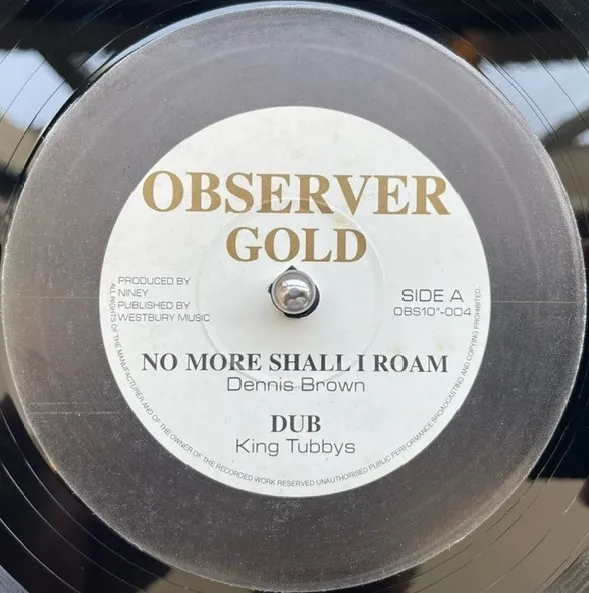 OBSERVER
GOLD
PRODUCED BY
NINEY
PUBLISHED BY
WESTBURY MUSIC
SIDE A
OBS10"-004
NO MORE SHALL I ROAM
Dennis Brown
DUB
King Tubbys
ALL RIGHTS OF THE MANUFACTURER AND OF THE OWNER OF THE RECORDED WORK RESERVED UNAUTHORISED PUBLIC PERFORMANCE BROADCASTING AND COPYING PROHIBITED.